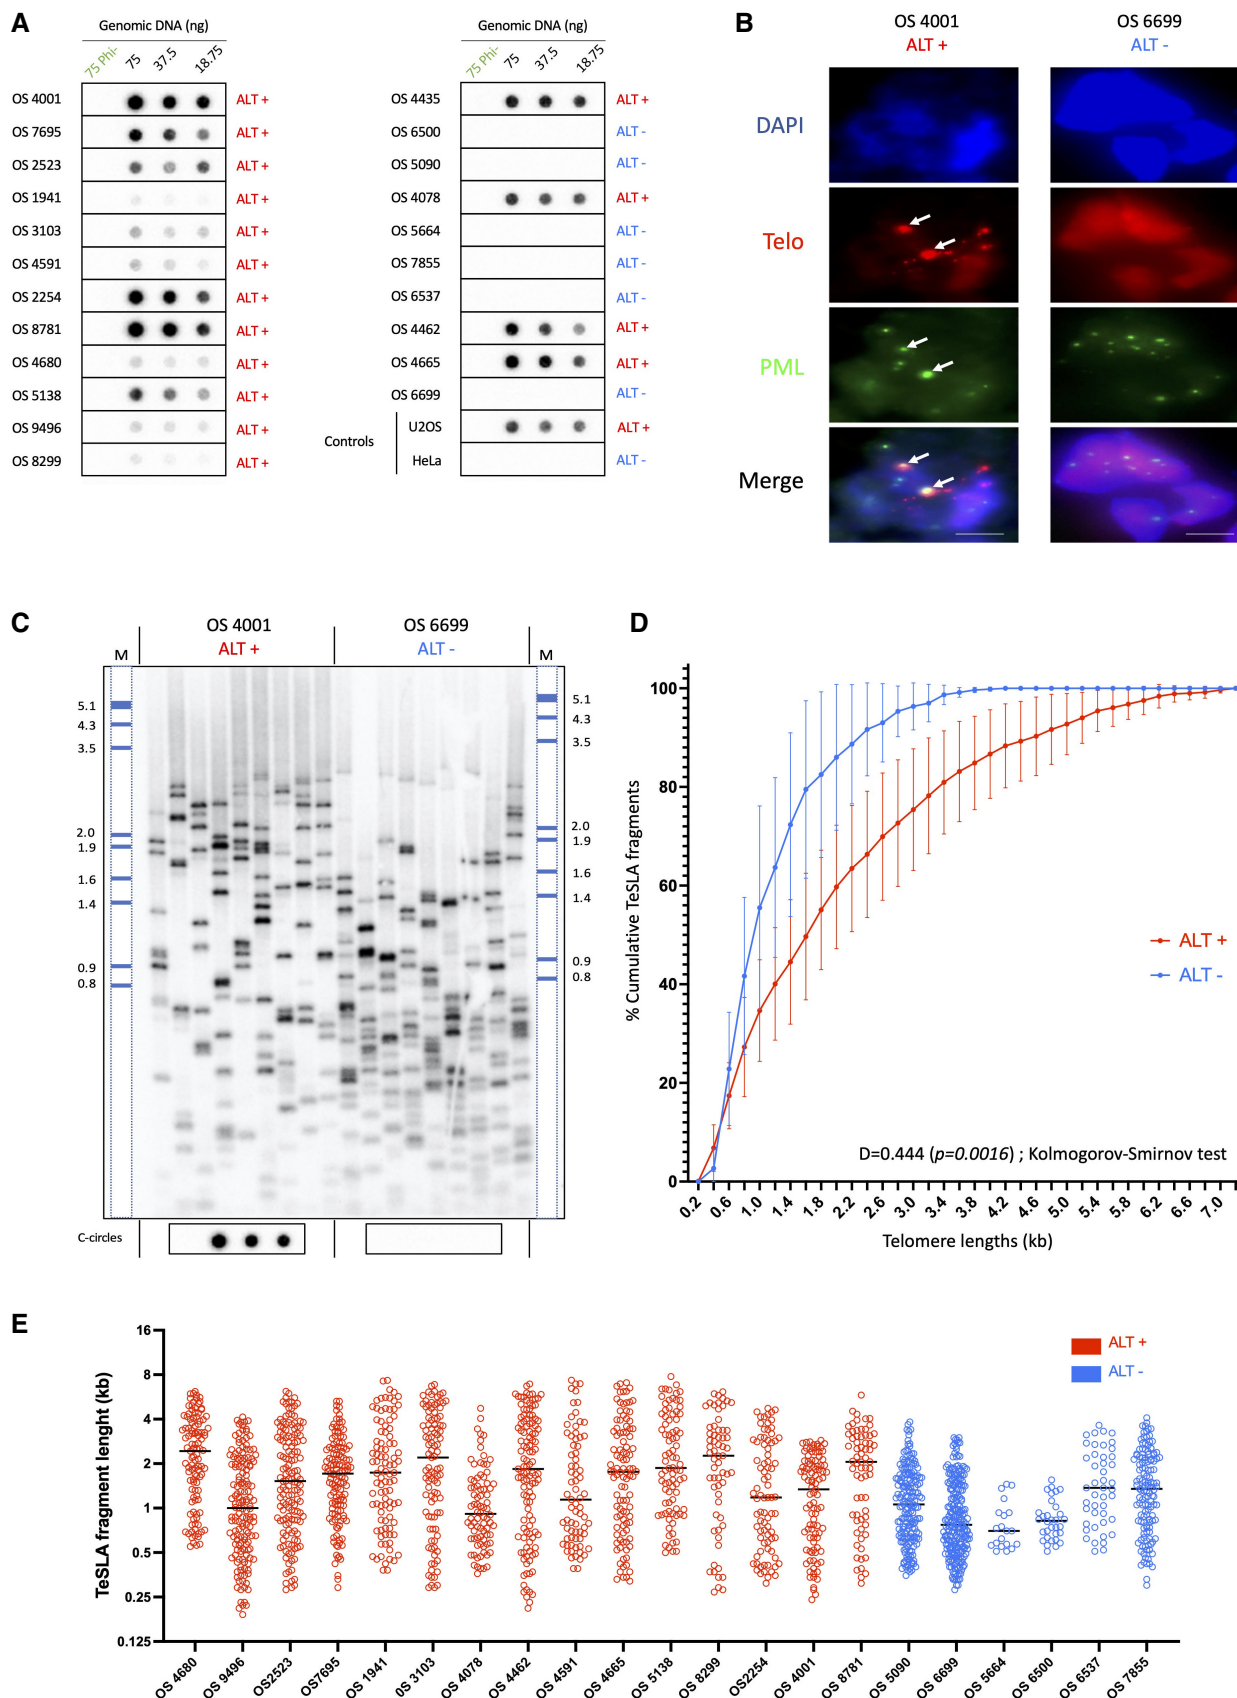 A
Genomic DNA (ng)
75 Phi-
75
37.5
18.75
OS 4001 ALT +
OS 7695 ALT +
OS 2523 ALT +
OS 1941 ALT +
OS 3103 ALT +
OS 4591 ALT +
OS 2254 ALT +
OS 8781 ALT +
OS 4680 ALT +
OS 5138 ALT +
OS 9496 ALT +
OS 8299 ALT +
Genomic DNA (ng)
75 Phi-
75
37.5
18.75
OS 4435 ALT +
OS 6500 ALT -
OS 5090 ALT -
OS 4078 ALT +
OS 5664 ALT -
OS 7855 ALT -
OS 6537 ALT -
OS 4462 ALT +
OS 4665 ALT +
OS 6699 ALT -
Controls
U2OS ALT +
HeLa ALT -
B
OS 4001 OS 6699
ALT + ALT -
DAPI
Telo
PML
Merge
C
OS 4001 OS 6699
M ALT + ALT - M
5.1
4.3
3.5
2.0
1.9
1.6
1.4
0.9
0.8
5.1
4.3
3.5
2.0
1.9
1.6
1.4
0.9
0.8
C-circles
D
% Cumulative TeSLA fragments
100
80
60
40
20
0
ALT +
ALT -
D=0.444 (p=0.0016) ; Kolmogorov-Smirnov test
0.2 0.6 1.0 1.4 1.8 2.2 2.6 3.0 3.4 3.8 4.2 4.6 5.0 5.4 5.8 6.2 6.6 7.0
Telomere lengths (kb)
E
TeSLA fragment lenght (kb)
16
8
4
2
1
0.5
0.25
0.125
ALT +
ALT -
OS 4680 OS 9496 OS2523 OS7695 OS 1941 0S 3103 OS 4078 OS 4462 OS 4591 OS 4665 OS 5138 OS 8299 OS2254 OS 4001 OS 8781 OS 5090 OS 6699 OS 5664 OS 6500 OS 6537 OS 7855